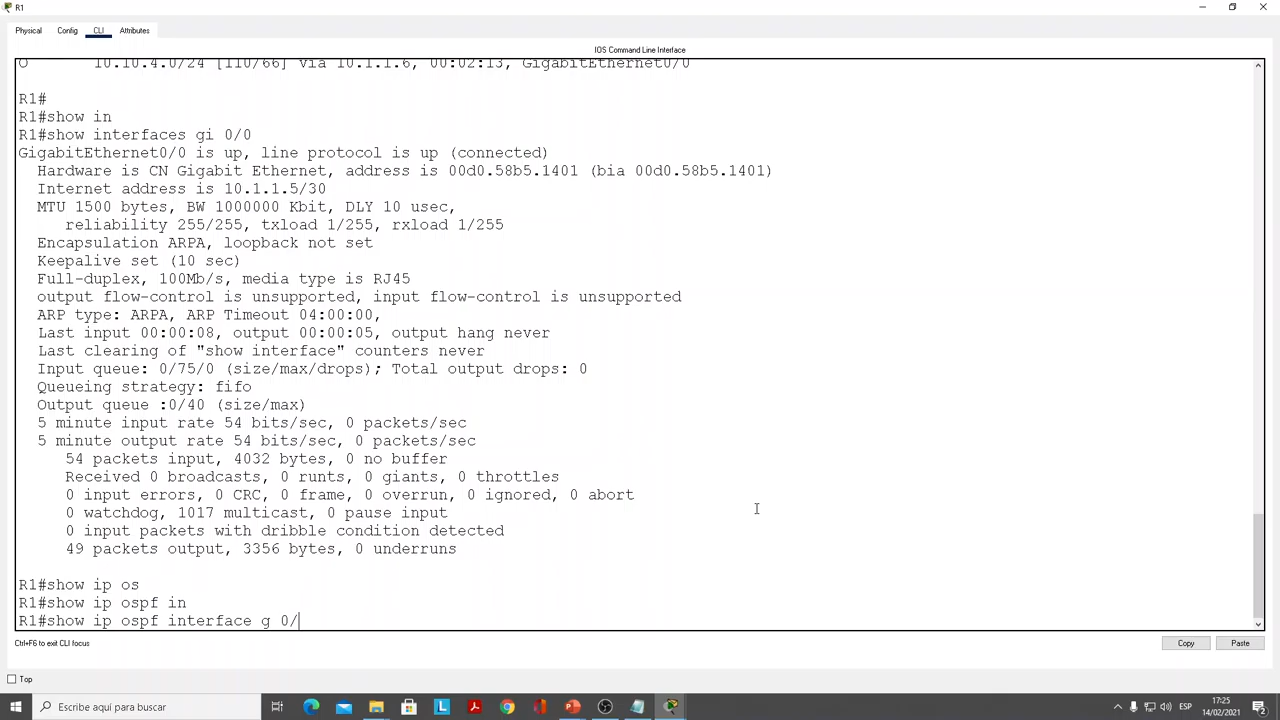 R1
Physical Config CLI Attributes
IOS Command Line Interface
O 10.10.4.0/24 [110/66] via 10.1.1.6, 00:02:13, GigabitEthernet0/0
R1#
R1#show in
R1#show interfaces gi 0/0
GigabitEthernet0/0 is up, line protocol is up (connected)
Hardware is CN Gigabit Ethernet, address is 00d0.58b5.1401 (bia 00d0.58b5.1401)
Internet address is 10.1.1.5/30
MTU 1500 bytes, BW 1000000 Kbit, DLY 10 usec,
reliability 255/255, txload 1/255, rxload 1/255
Encapsulation ARPA, loopback not set
Keepalive set (10 sec)
Full-duplex, 100Mb/s, media type is RJ45
output flow-control is unsupported, input flow-control is unsupported
ARP type: ARPA, ARP Timeout 04:00:00,
Last input 00:00:08, output 00:00:05, output hang never
Last clearing of "show interface" counters never
Input queue: 0/75/0 (size/max/drops); Total output drops: 0
Queueing strategy: fifo
Output queue :0/40 (size/max)
5 minute input rate 54 bits/sec, 0 packets/sec
5 minute output rate 54 bits/sec, 0 packets/sec
54 packets input, 4032 bytes, 0 no buffer
Received 0 broadcasts, 0 runts, 0 giants, 0 throttles
0 input errors, 0 CRC, 0 frame, 0 overrun, 0 ignored, 0 abort
0 watchdog, 1017 multicast, 0 pause input
0 input packets with dribble condition detected
49 packets output, 3356 bytes, 0 underruns
R1#show ip os
R1#show ip ospf in
R1#show ip ospf interface g 0/
Ctrl+F6 to exit CLI focus
Copy Paste
Top
Escribe aquí para buscar
ESP
17:25
14/02/2021
2